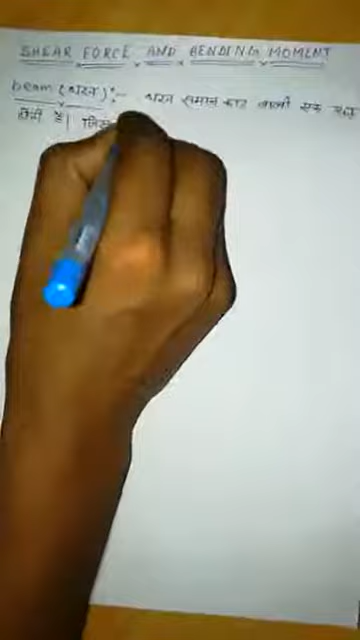 SHEAR FORCE AND BENDING MOMENT
beam (धरन) :- धरन समान काट वाली एक छड़
होती है। जिस